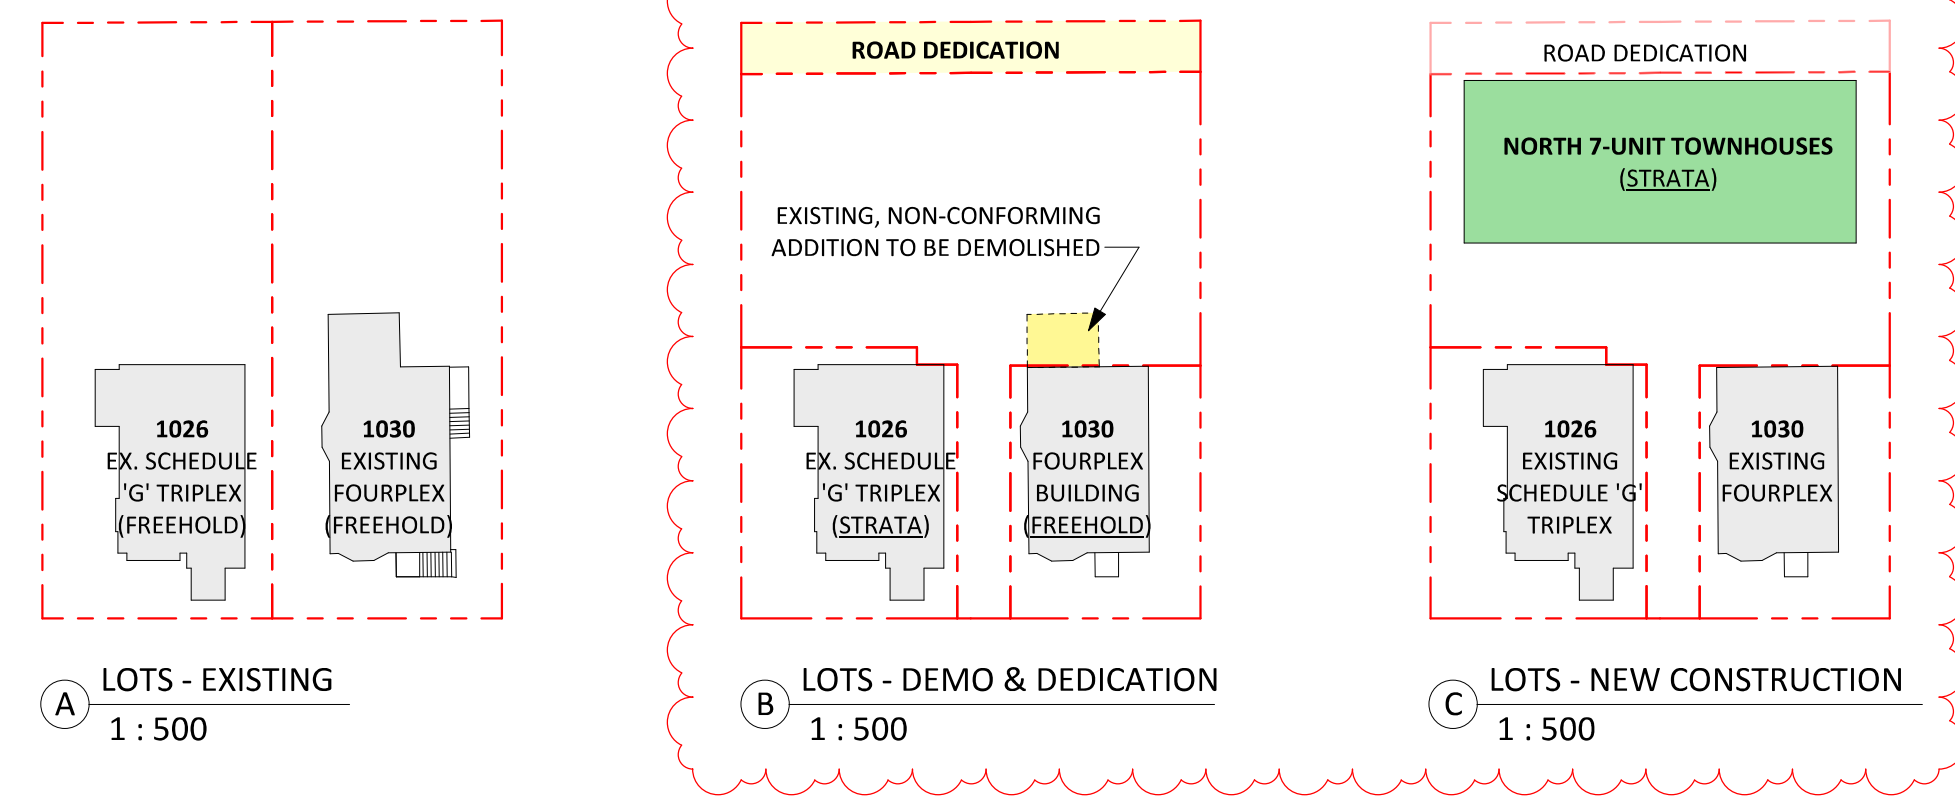 1026
EX. SCHEDULE
'G' TRIPLEX
(FREEHOLD)
1030
EXISTING
FOURPLEX
(FREEHOLD)
A
LOTS - EXISTING
1 : 500
ROAD DEDICATION
EXISTING, NON-CONFORMING
ADDITION TO BE DEMOLISHED
1026
EX. SCHEDULE
'G' TRIPLEX
(STRATA)
1030
FOURPLEX
BUILDING
(FREEHOLD)
B
LOTS - DEMO & DEDICATION
1 : 500
ROAD DEDICATION
NORTH 7-UNIT TOWNHOUSES
(STRATA)
1026
EXISTING
SCHEDULE 'G'
TRIPLEX
1030
EXISTING
FOURPLEX
C
LOTS - NEW CONSTRUCTION
1 : 500